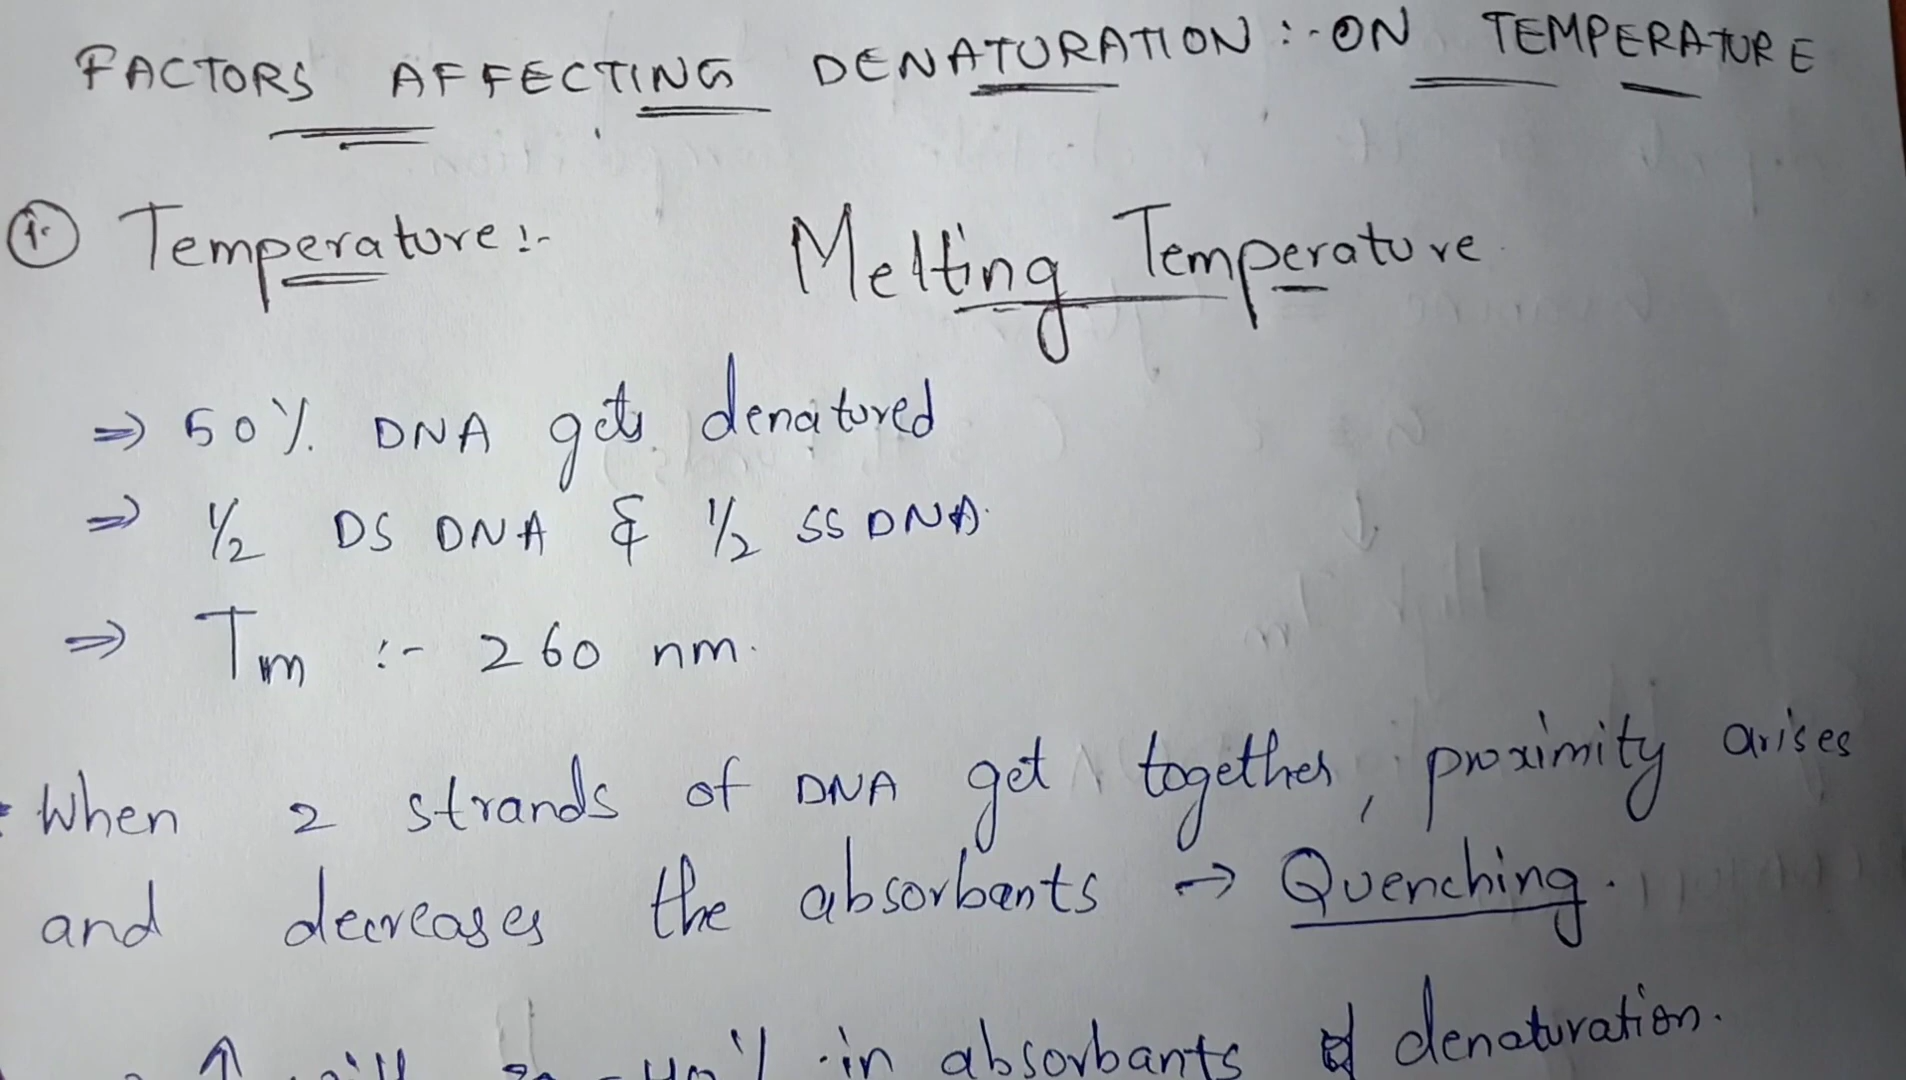 FACTORS AFFECTING DENATURATION :- ON TEMPERATURE
1. Temperature :- Melting Temperature
⇒ 50% DNA gets denatured
⇒ 1/2 DS DNA & 1/2 SS DNA.
⇒ Tm :- 260 nm.
When 2 strands of DNA get together, proximity arises
and decreases the absorbants → Quenching.
↑ in absorbants denaturation.